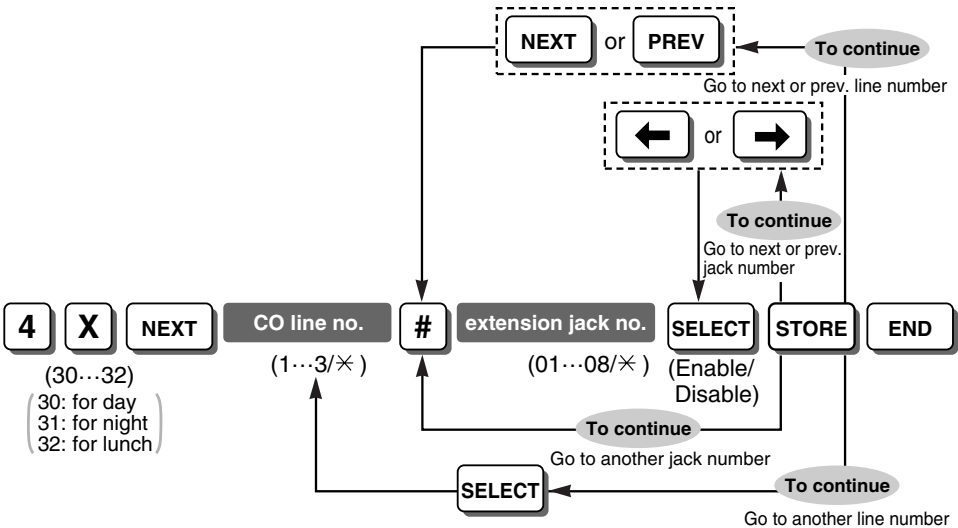 NEXT or PREV
To continue
Go to next or prev. line number
← or →
To continue
Go to next or prev.
jack number
4 X NEXT CO line no. # extension jack no. SELECT STORE END
(30···32)
(1···3/✳)
(01···08/✳)
(Enable/
Disable)
30: for day
31: for night
32: for lunch
To continue
Go to another jack number
SELECT
To continue
Go to another line number